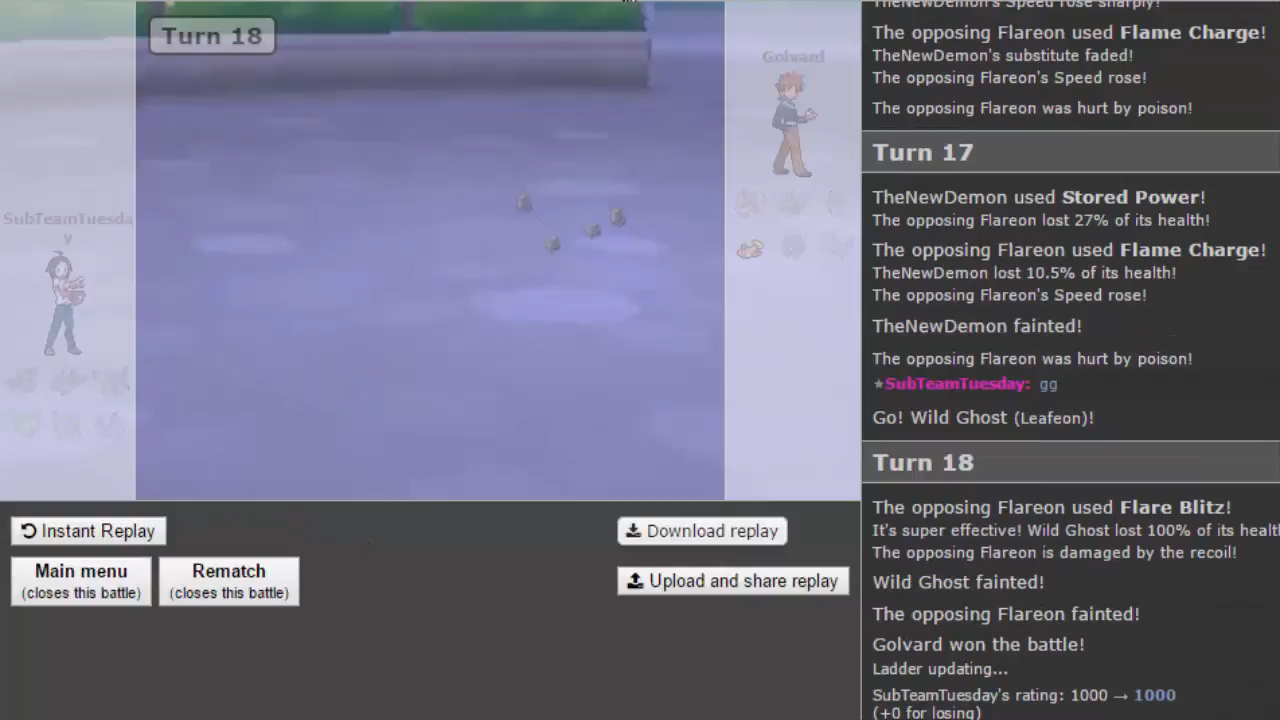 Turn 18
Golvard
SubTeamTuesda
y
Instant Replay
Main menu
(closes this battle)
Rematch
(closes this battle)
Download replay
Upload and share replay
TheNewDemon's Speed rose sharply!
The opposing Flareon used Flame Charge!
TheNewDemon's substitute faded!
The opposing Flareon's Speed rose!
The opposing Flareon was hurt by poison!
Turn 17
TheNewDemon used Stored Power!
The opposing Flareon lost 27% of its health!
The opposing Flareon used Flame Charge!
TheNewDemon lost 10.5% of its health!
The opposing Flareon's Speed rose!
TheNewDemon fainted!
The opposing Flareon was hurt by poison!
★SubTeamTuesday: gg
Go! Wild Ghost (Leafeon)!
Turn 18
The opposing Flareon used Flare Blitz!
It's super effective! Wild Ghost lost 100% of its healt
The opposing Flareon is damaged by the recoil!
Wild Ghost fainted!
The opposing Flareon fainted!
Golvard won the battle!
Ladder updating...
SubTeamTuesday's rating: 1000 → 1000
(+0 for losing)